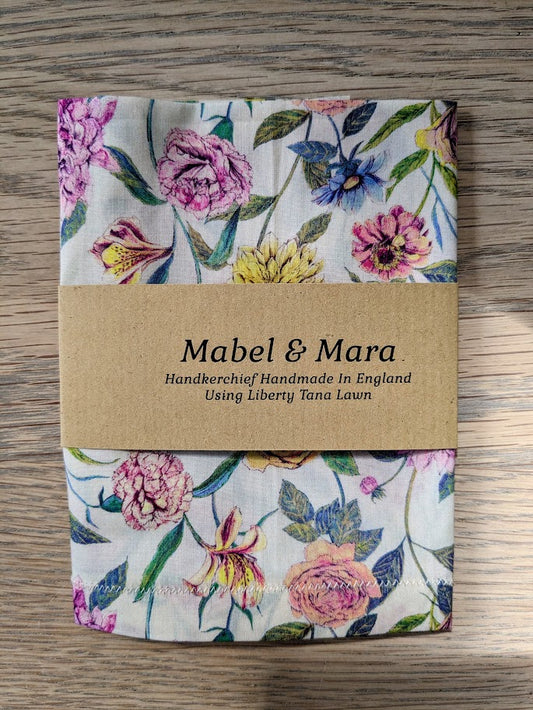 Mabel & Mara
Handkerchief Handmade In England
Using Liberty Tana Lawn